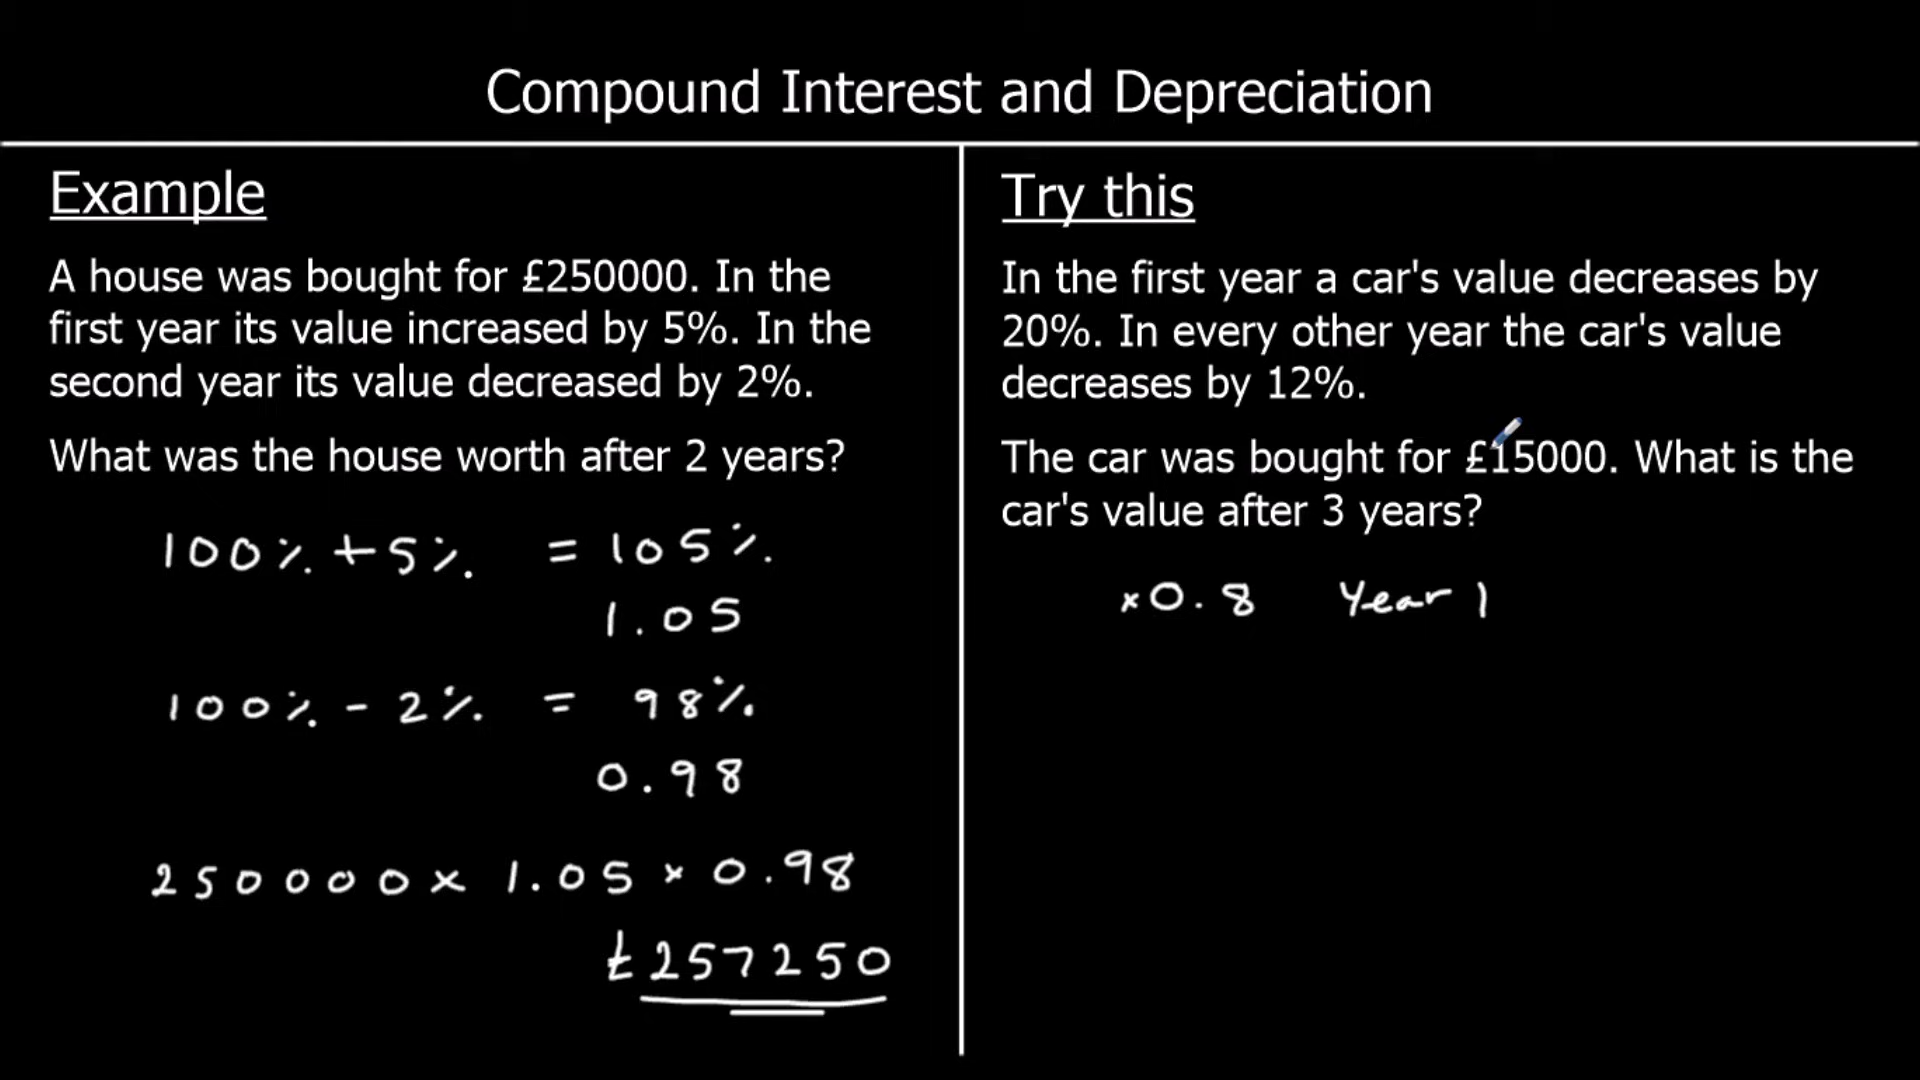 Compound Interest and Depreciation
Example
A house was bought for £250000. In the
first year its value increased by 5%. In the
second year its value decreased by 2%.
What was the house worth after 2 years?
100% + 5% = 105%
1.05
100% - 2% = 98%
0.98
250000 × 1.05 × 0.98
£257250
Try this
In the first year a car's value decreases by
20%. In every other year the car's value
decreases by 12%.
The car was bought for £15000. What is the
car's value after 3 years?
×0.8 Year 1